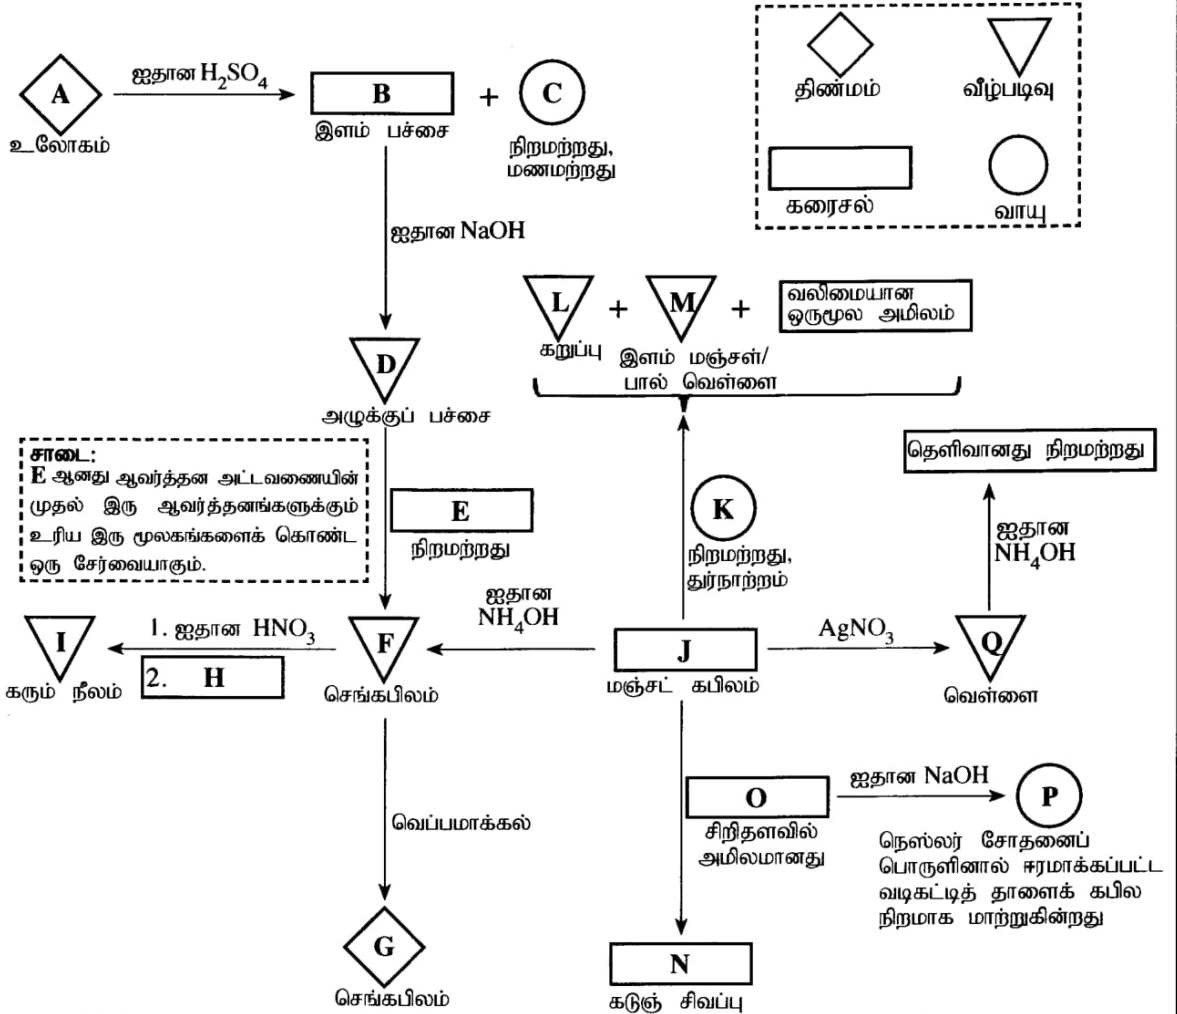 A
உலோகம்
ஐதான H₂SO₄
B
இளம் பச்சை
+
C
நிறமற்றது,
மணமற்றது
திண்மம்
வீழ்படிவு
கரைசல்
வாயு
ஐதான NaOH
D
அழுக்குப் பச்சை
L
கறுப்பு
+
M
இளம் மஞ்சள்/
பால் வெள்ளை
+
வலிமையான
ஒருமூல அமிலம்
சாடை:
E ஆனது ஆவர்த்தன அட்டவணையின்
முதல் இரு ஆவர்த்தனங்களுக்கும்
உரிய இரு மூலகங்களைக் கொண்ட
ஒரு சேர்வையாகும்.
E
நிறமற்றது
K
நிறமற்றது,
துர்நாற்றம்
தெளிவானது நிறமற்றது
ஐதான
NH₄OH
I
கரும் நீலம்
1. ஐதான HNO₃
2. H
F
செங்கபிலம்
ஐதான
NH₄OH
J
மஞ்சட் கபிலம்
AgNO₃
Q
வெள்ளை
வெப்பமாக்கல்
G
செங்கபிலம்
O
சிறிதளவில்
அமிலமானது
ஐதான NaOH
P
நெஸ்லர் சோதனைப்
பொருளினால் ஈரமாக்கப்பட்ட
வடிகட்டித் தாளைக் கபில
நிறமாக மாற்றுகின்றது
N
கடுஞ் சிவப்பு